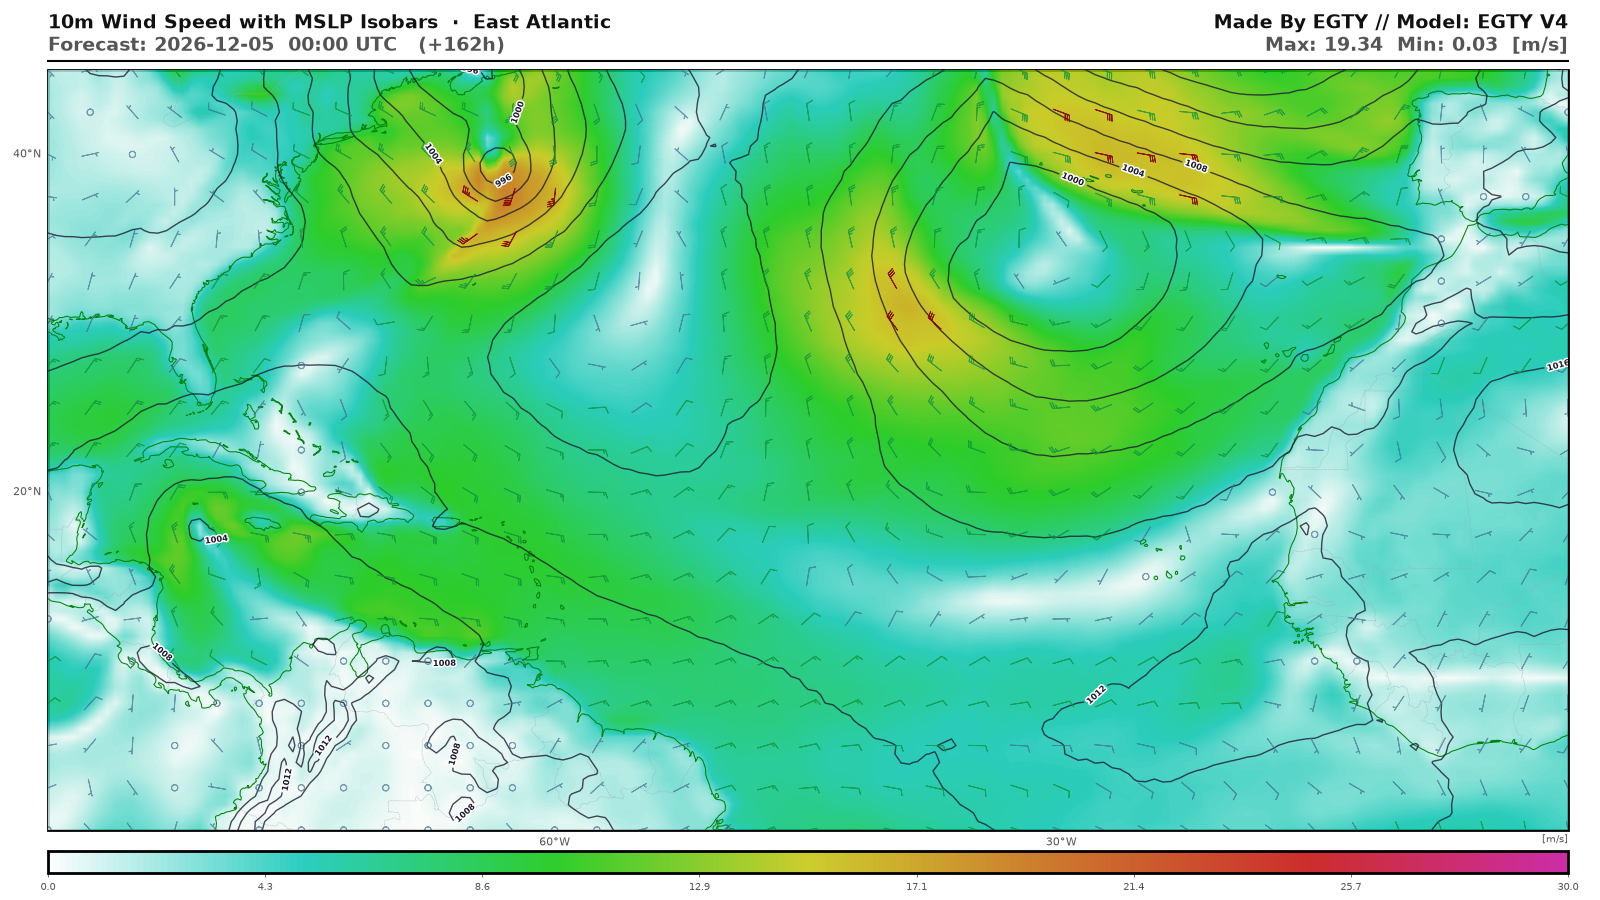 10m Wind Speed with MSLP Isobars · East Atlantic
Made By EGTY // Model: EGTY V4
Forecast: 2026-12-05 00:00 UTC (+162h)
Max: 19.34 Min: 0.03 [m/s]
1000
40°N
1004
1008
1004
1000
996
1016
20°N
1004
1008
1008
1012
1012
1008
1012
1008
60°W
30°W
[m/s]
0.0
4.3
8.6
12.9
17.1
21.4
25.7
30.0